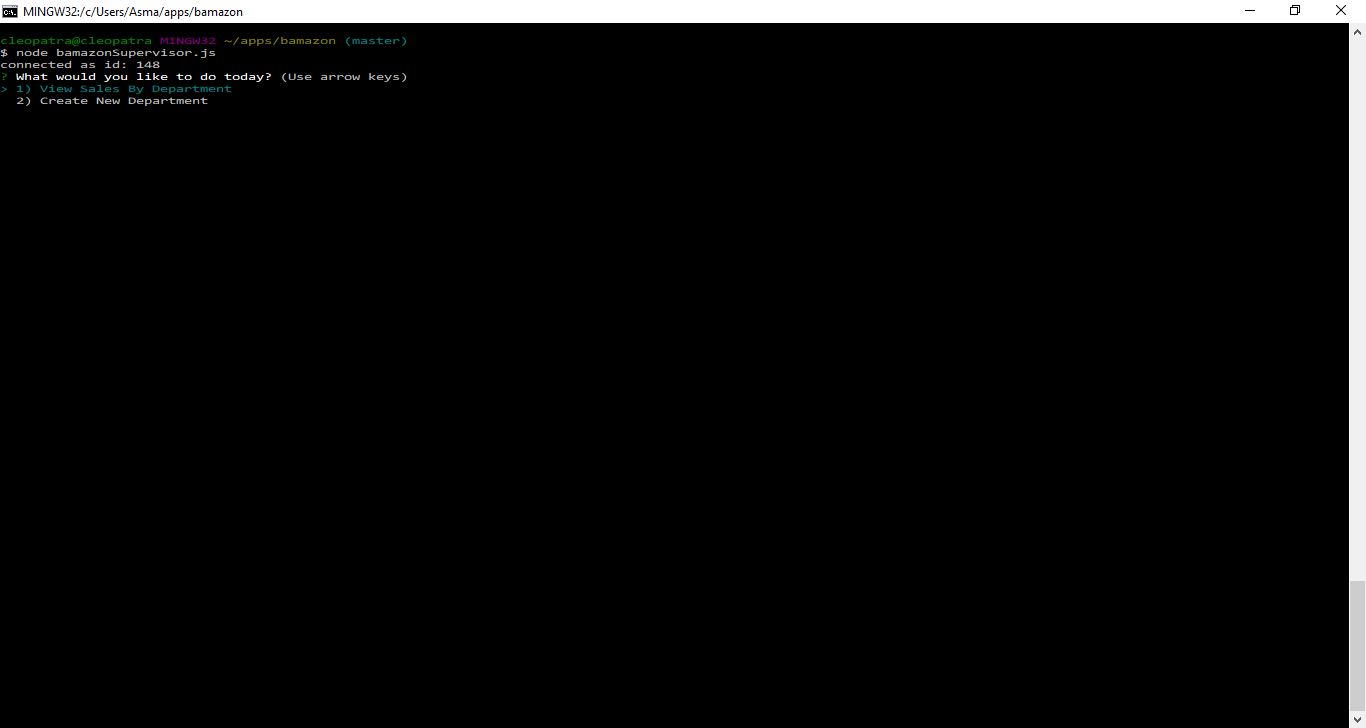 MINGW32:/c/Users/Asma/apps/bamazon
cleopatra@cleopatra MINGW32 ~/apps/bamazon (master)
$ node bamazonSupervisor.js
connected as id: 148
? What would you like to do today? (Use arrow keys)
> 1) View Sales By Department
  2) Create New Department